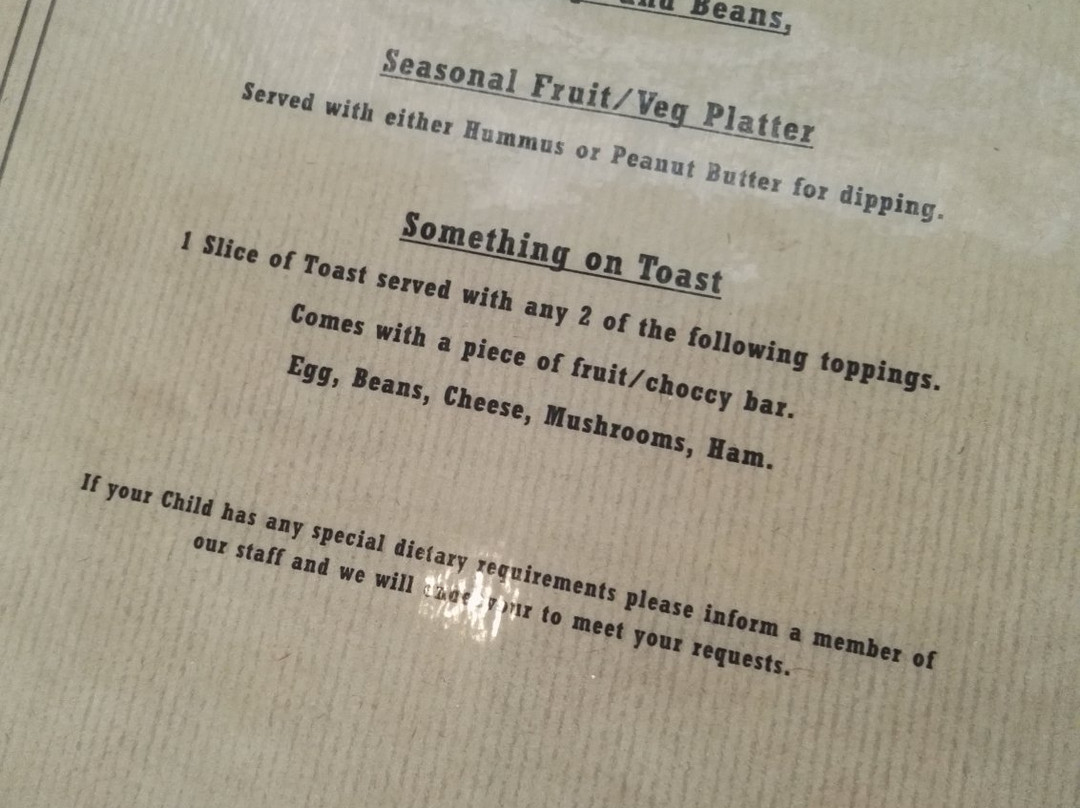 and Beans,
Seasonal Fruit/Veg Platter
Served with either Hummus or Peanut Butter for dipping.
Something on Toast
1 Slice of Toast served with any 2 of the following toppings.
Comes with a piece of fruit/choccy bar.
Egg, Beans, Cheese, Mushrooms, Ham.
If your Child has any special dietary requirements please inform a member of
our staff and we will endeavour to meet your requests.